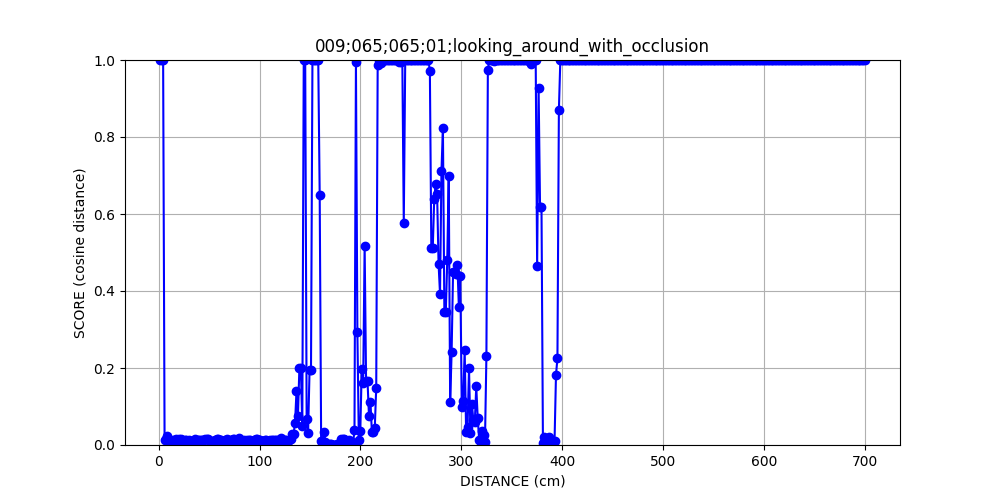 009;065;065;01;looking_around_with_occlusion
SCORE (cosine distance)
1.0
0.8
0.6
0.4
0.2
0.0
0 100 200 300 400 500 600 700
DISTANCE (cm)